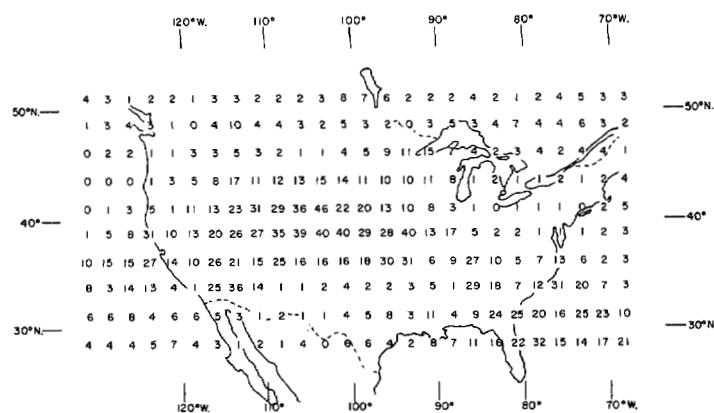 120°W. 110° 100° 90° 80° 70°W.
4 3 1 2 2 1 3 3 2 2 2 3 8 7 6 2 2 2 4 2 1 2 4 5 3 3
50°N. 50°N.
1 3 4 3 1 0 4 10 4 4 3 2 5 3 2 0 3 5 3 4 7 4 4 6 3 2
0 2 2 1 1 3 3 5 3 2 1 1 4 5 9 11 15 7 4 2 3 4 2 4 4 1
0 0 0 1 3 5 8 17 11 12 13 15 14 11 10 10 11 8 1 2 1 1 2 1 2 4
0 1 3 5 1 11 13 23 31 29 36 46 22 20 13 10 8 3 1 0 1 1 1 0 2 5
40° 40°
1 5 8 31 10 13 20 26 27 35 39 40 40 29 28 40 13 17 5 2 2 1 1 1 2 3
10 15 15 27 14 10 26 21 15 25 16 16 16 18 30 31 6 9 27 10 5 7 13 6 2 3
8 3 14 13 4 1 25 36 14 1 1 2 4 2 2 3 5 1 29 18 7 12 31 20 7 3
6 6 8 4 6 6 5 3 1 2 1 1 4 5 8 3 11 4 9 24 25 20 16 25 23 10
30°N. 30°N
4 4 4 5 7 4 3 1 2 1 4 0 6 6 4 2 8 7 11 16 22 32 15 14 17 21
120°W. 110° 100° 90° 80° 70°W.